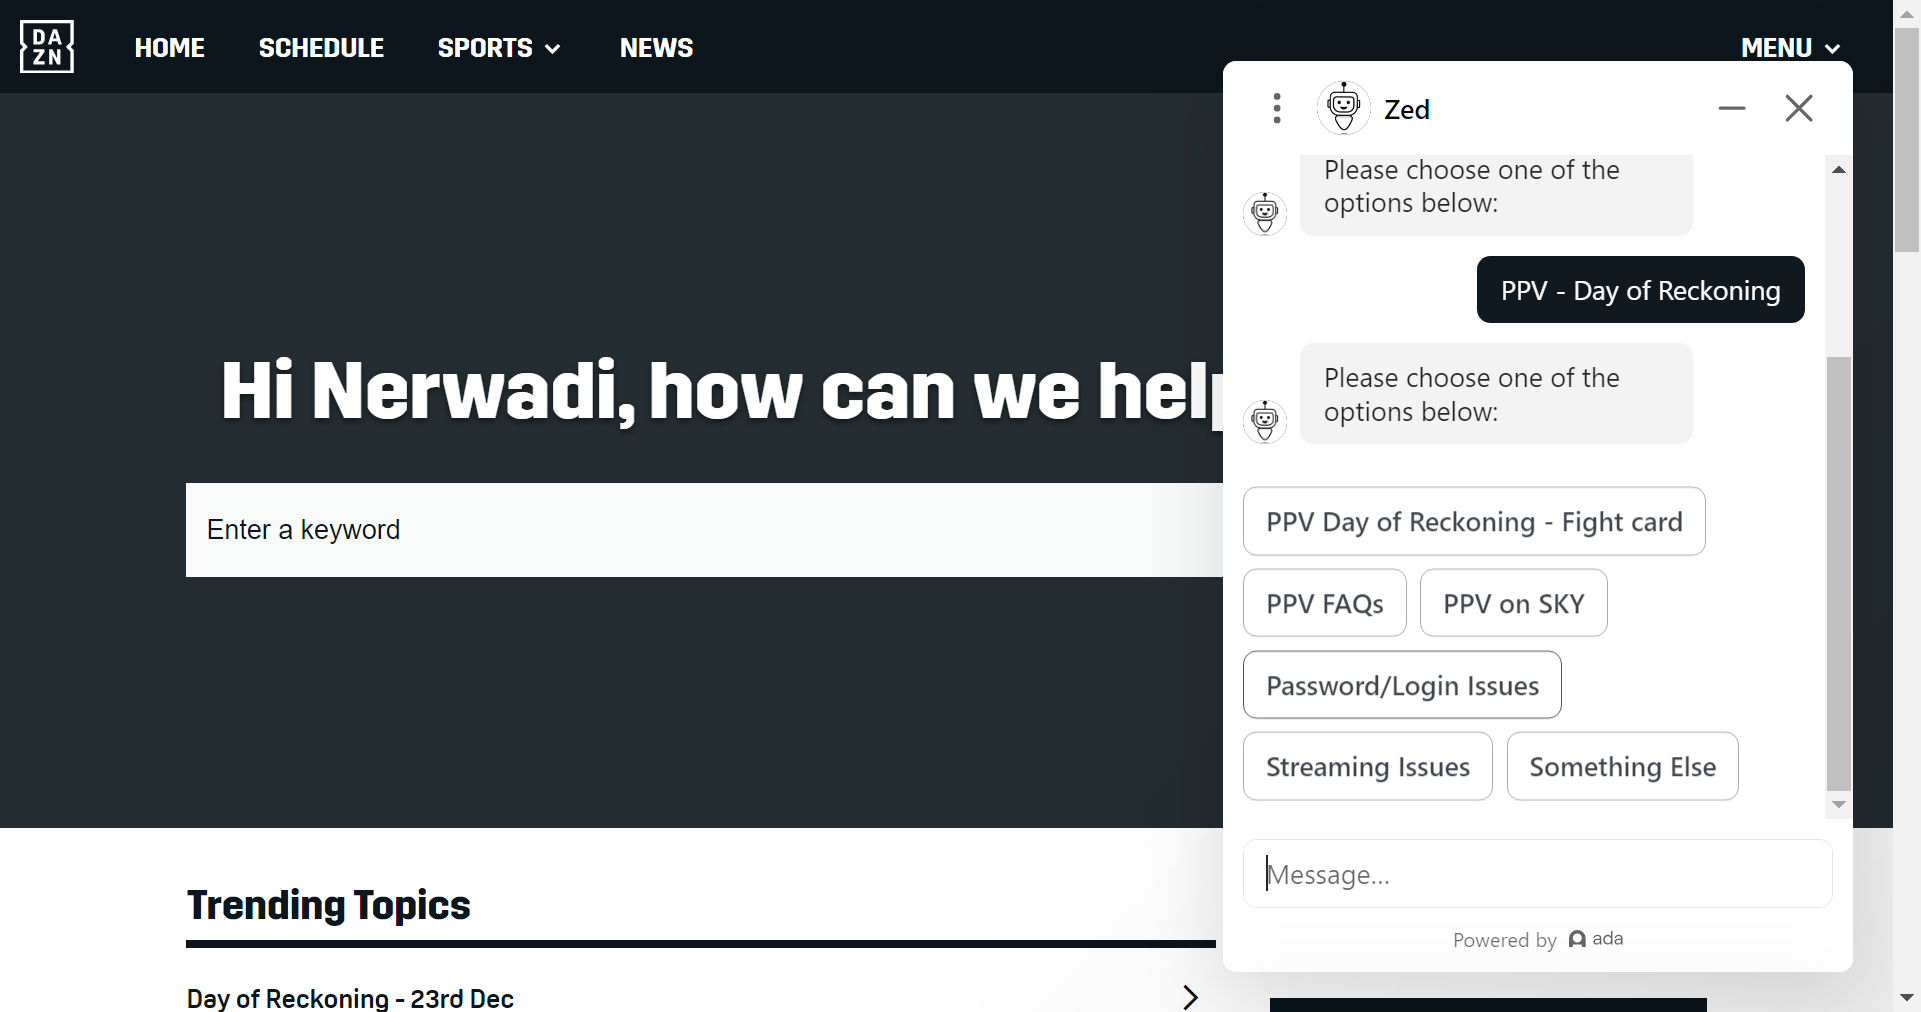 DA
ZN
HOME
SCHEDULE
SPORTS
NEWS
MENU
Zed
Please choose one of the
options below:
PPV - Day of Reckoning
Please choose one of the
options below:
PPV Day of Reckoning - Fight card
PPV FAQs
PPV on SKY
Password/Login Issues
Streaming Issues
Something Else
Message...
Powered by ada
Hi Nerwadi, how can we help
Enter a keyword
Trending Topics
Day of Reckoning - 23rd Dec